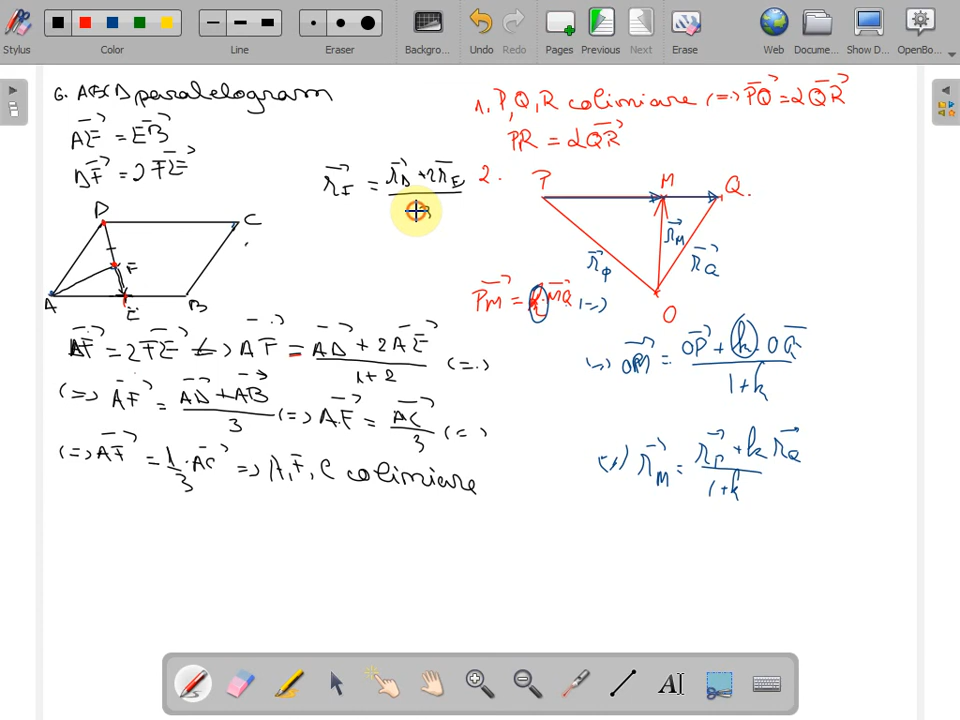 Stylus
Color
Line
Eraser
Backgro...
Undo
Redo
Pages
Previous
Next
Erase
Web
Docume...
Show D...
OpenBo...
6. ABCD paralelogram
AE = EB
DF = 2FE
D
C
F
A
E
B
r_F = r_D + 2r_E
3
AF = 2FE <=> AF = AD + 2AE
1+2
(=>
(=> AF = AD + AB
3
(=> AF = AC
3
(=>
(=> AF = 1/3 · AC => A, F, C coliniare
1. P, Q, R coliniare (=> PQ = αQR
PR = αQR
2.
P
M
Q.
r_P
r_M
r_Q
O
PM = k·MQ (=>
(=> OM = OP + k·OQ
1+k
(=> r_M = r_P + k r_Q
1+k
A